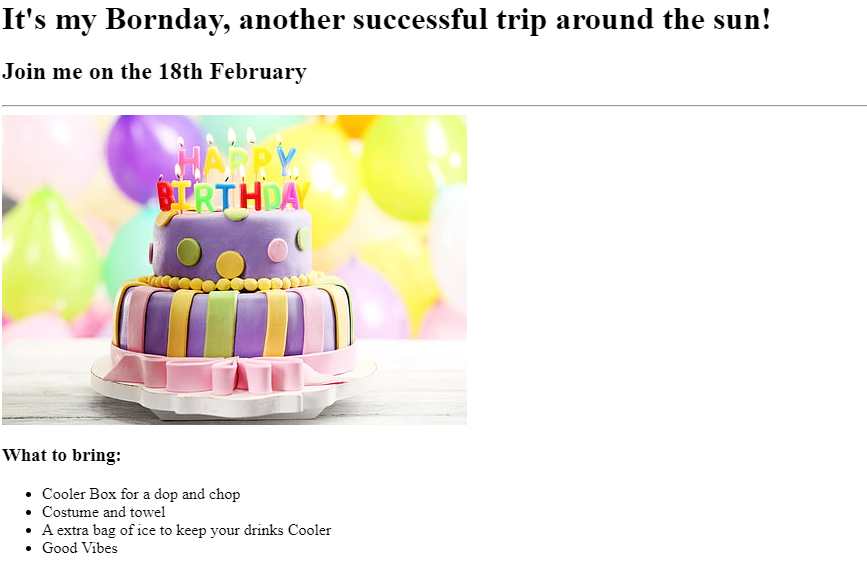 It's my Bornday, another successful trip around the sun!
Join me on the 18th February
HAPPY
BIRTHDAY
What to bring:
Cooler Box for a dop and chop
Costume and towel
A extra bag of ice to keep your drinks Cooler
Good Vibes